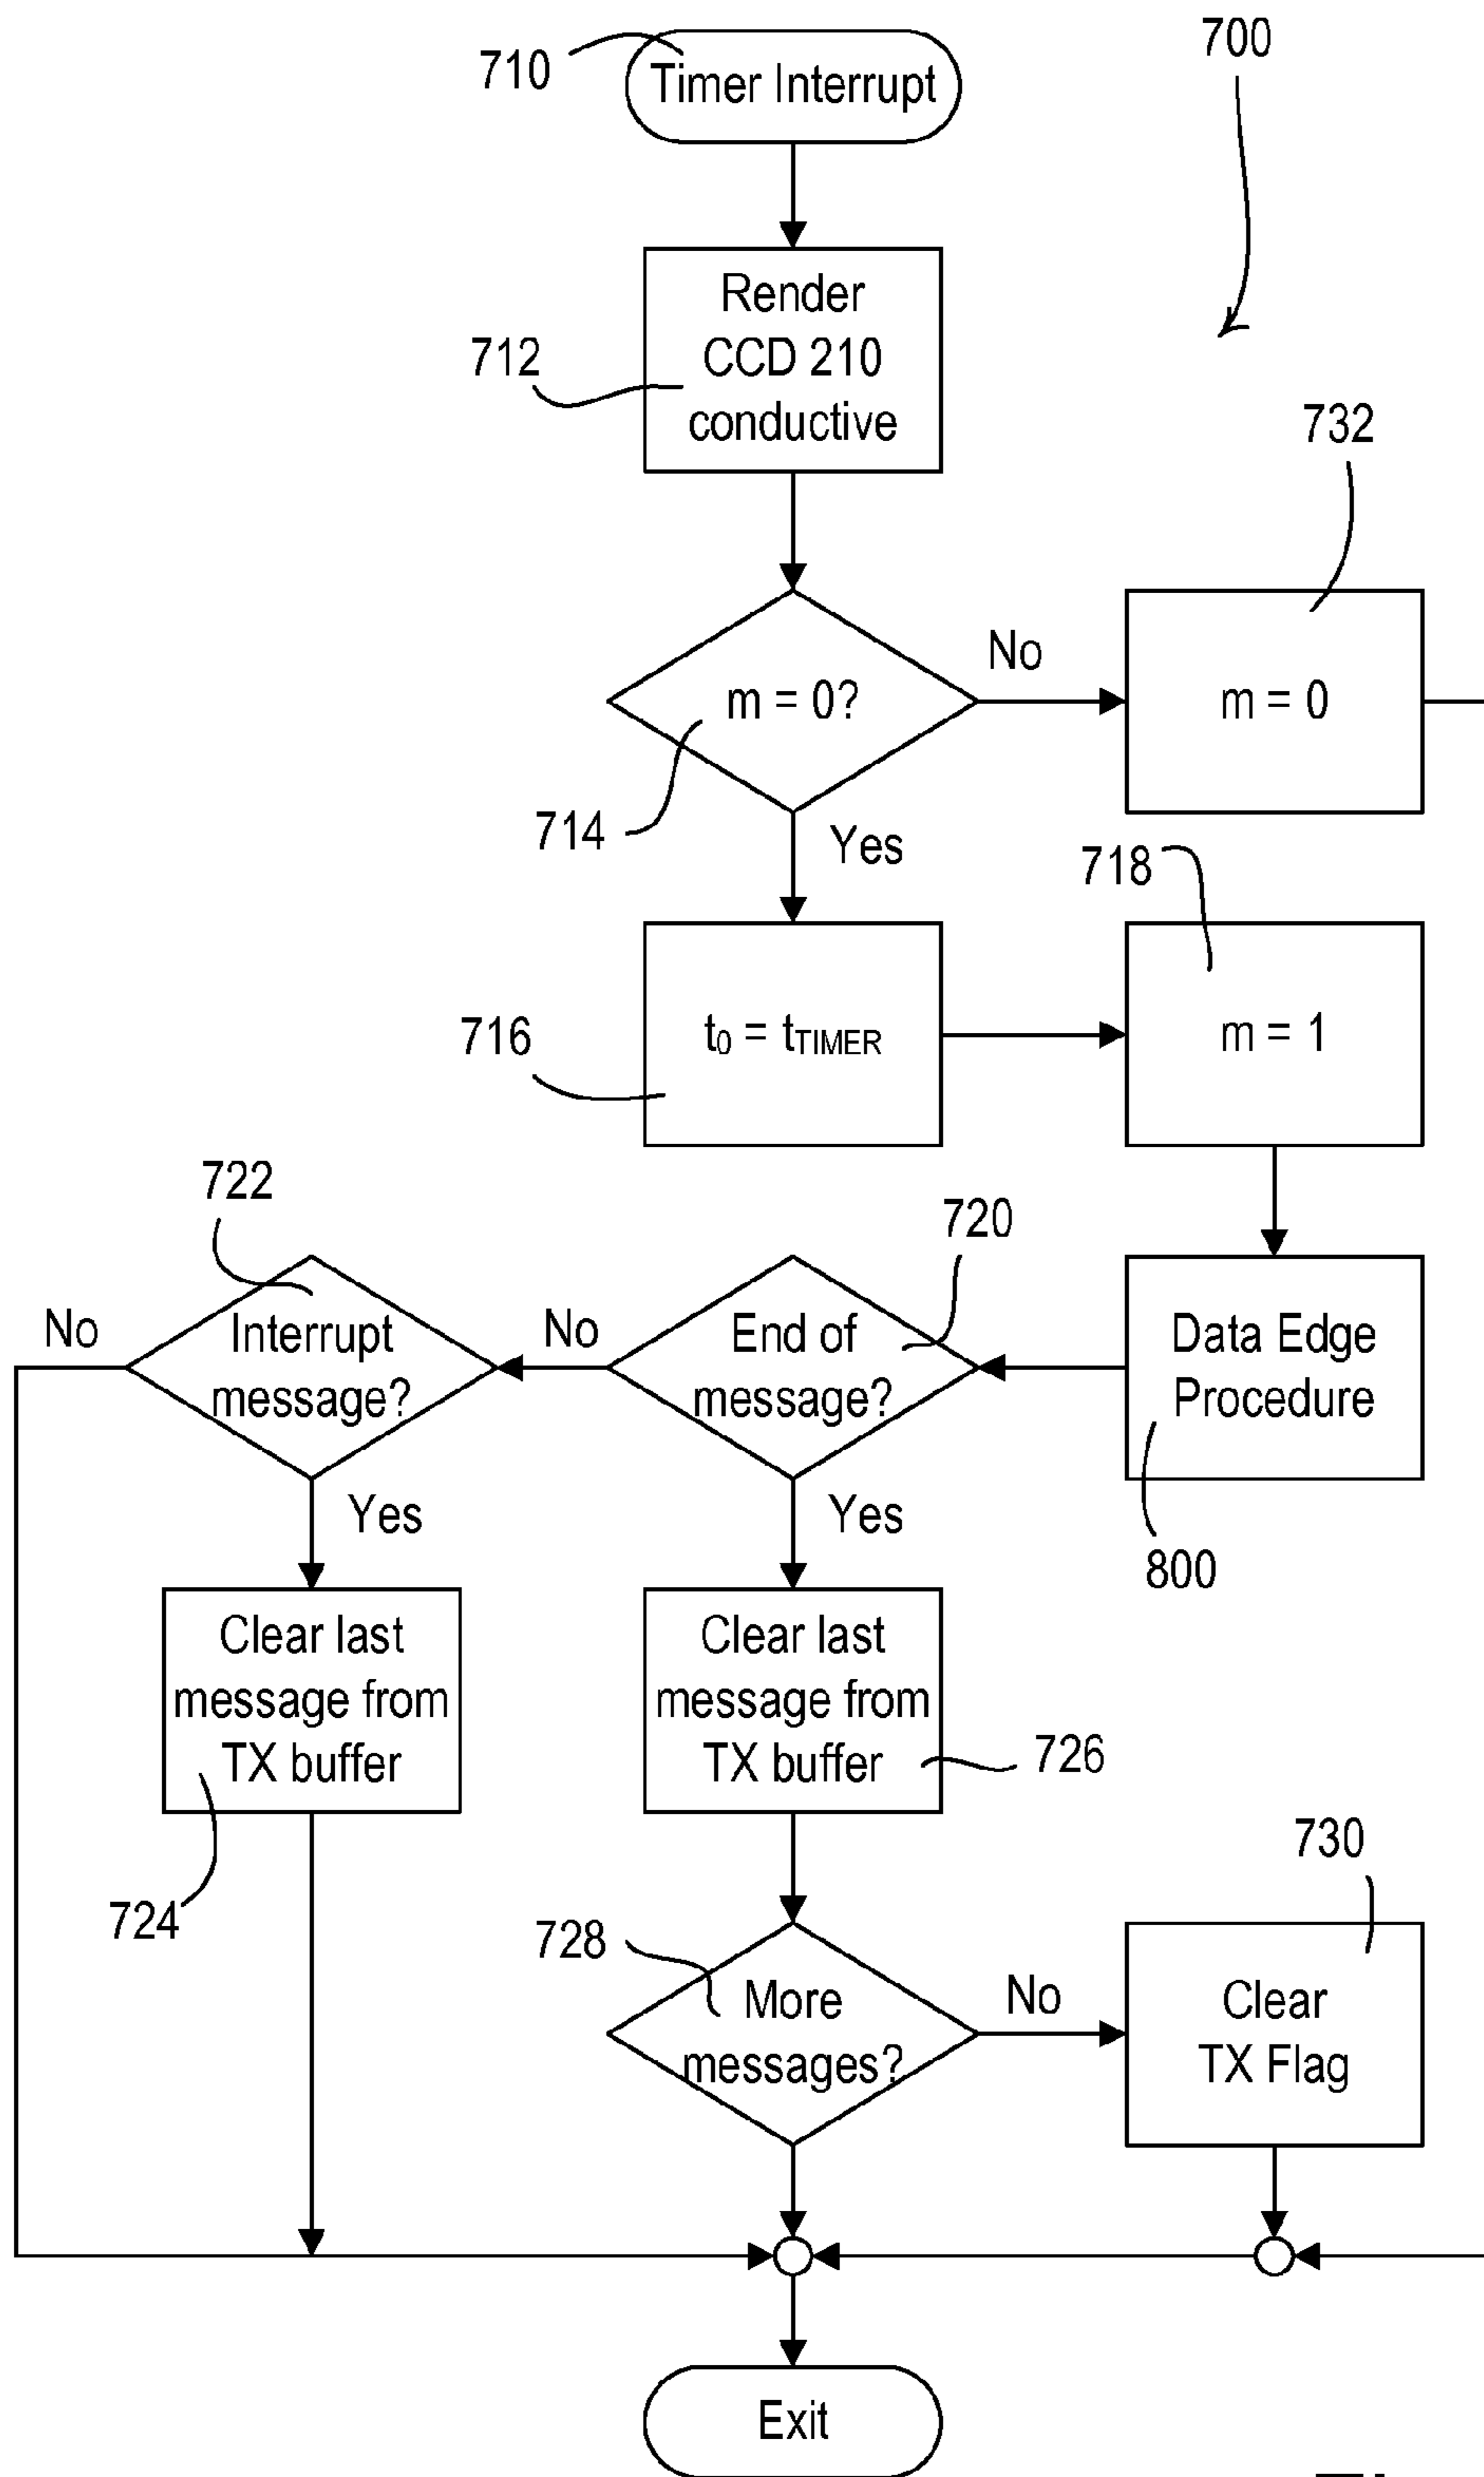 700
710
Timer Interrupt
712
Render
CCD 210
conductive
732
714
m = 0?
No
m = 0
Yes
718
716
t₀ = tTIMER
m = 1
722
720
No
Interrupt
message?
No
End of
message?
Data Edge
Procedure
Yes
Yes
800
Clear last
message from
TX buffer
Clear last
message from
TX buffer
726
724
730
728
More
messages?
No
Clear
TX Flag
Exit